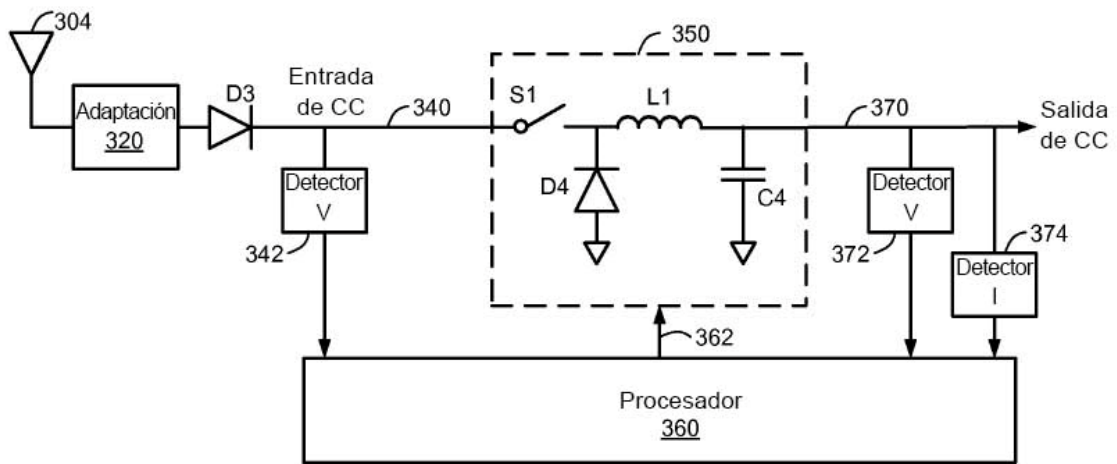 304
Adaptación
320
D3
Entrada
de CC
340
350
S1
L1
D4
C4
370
Salida
de CC
Detector
V
342
Detector
V
372
374
Detector
I
362
Procesador
360